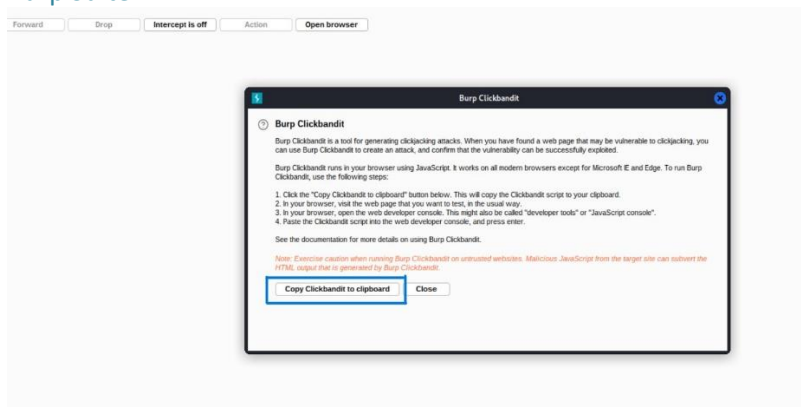 Forward Drop Intercept is off Action Open browser
Burp Clickbandit
Burp Clickbandit
Burp Clickbandit is a tool for generating clickjacking attacks. When you have found a web page that may be vulnerable to clickjacking, you
can use Burp Clickbandit to create an attack, and confirm that the vulnerability can be successfully exploited.
Burp Clickbandit runs in your browser using JavaScript. It works on all modern browsers except for Microsoft IE and Edge. To run Burp
Clickbandit, use the following steps:
1. Click the "Copy Clickbandit to clipboard" button below. This will copy the Clickbandit script to your clipboard.
2. In your browser, visit the web page that you want to test, in the usual way.
3. In your browser, open the web developer console. This might also be called "developer tools" or "JavaScript console".
4. Paste the Clickbandit script into the web developer console, and press enter.
See the documentation for more details on using Burp Clickbandit.
Note: Exercise caution when running Burp Clickbandit on untrusted websites. Malicious JavaScript from the target site can subvert the
HTML output that is generated by Burp Clickbandit.
Copy Clickbandit to clipboard Close